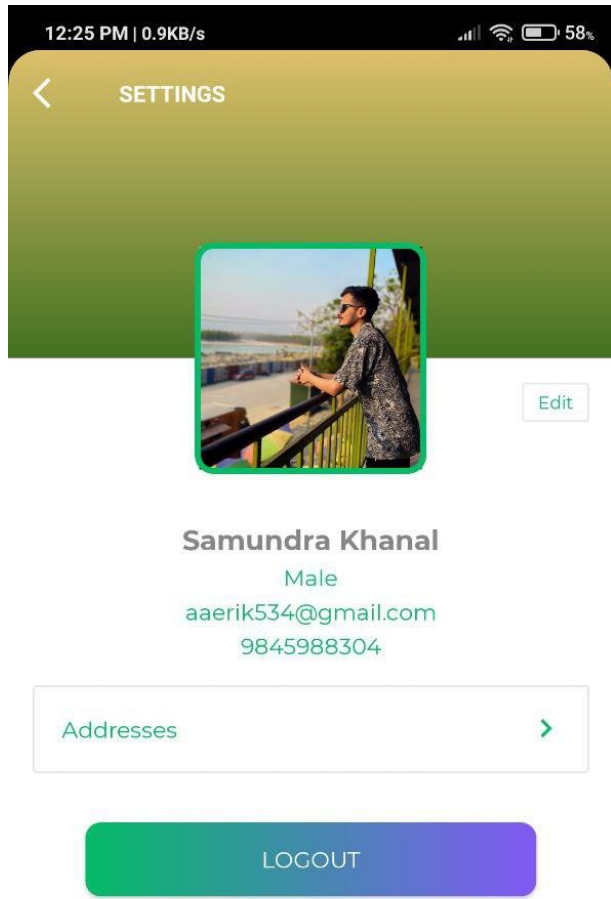 12:25 PM | 0.9KB/s 58%
SETTINGS
Edit
Samundra Khanal
Male
aaerik534@gmail.com
9845988304
Addresses
LOGOUT